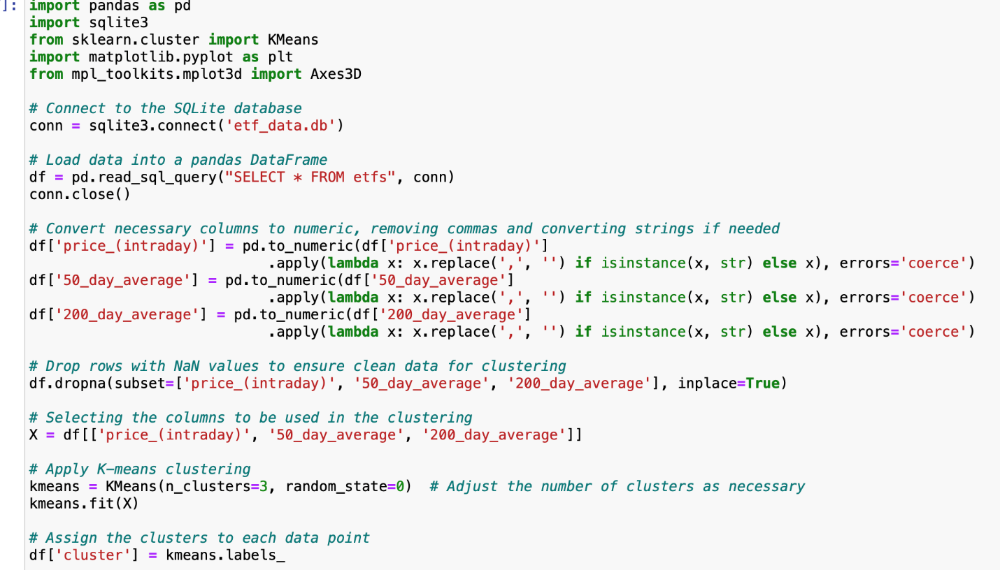 ]:
import pandas as pd
import sqlite3
from sklearn.cluster import KMeans
import matplotlib.pyplot as plt
from mpl_toolkits.mplot3d import Axes3D

# Connect to the SQLite database
conn = sqlite3.connect('etf_data.db')

# Load data into a pandas DataFrame
df = pd.read_sql_query("SELECT * FROM etfs", conn)
conn.close()

# Convert necessary columns to numeric, removing commas and converting strings if needed
df['price_(intraday)'] = pd.to_numeric(df['price_(intraday)']
                            .apply(lambda x: x.replace(',', '') if isinstance(x, str) else x), errors='coerce')
df['50_day_average'] = pd.to_numeric(df['50_day_average']
                            .apply(lambda x: x.replace(',', '') if isinstance(x, str) else x), errors='coerce')
df['200_day_average'] = pd.to_numeric(df['200_day_average']
                            .apply(lambda x: x.replace(',', '') if isinstance(x, str) else x), errors='coerce')

# Drop rows with NaN values to ensure clean data for clustering
df.dropna(subset=['price_(intraday)', '50_day_average', '200_day_average'], inplace=True)

# Selecting the columns to be used in the clustering
X = df[['price_(intraday)', '50_day_average', '200_day_average']]

# Apply K-means clustering
kmeans = KMeans(n_clusters=3, random_state=0)  # Adjust the number of clusters as necessary
kmeans.fit(X)

# Assign the clusters to each data point
df['cluster'] = kmeans.labels_